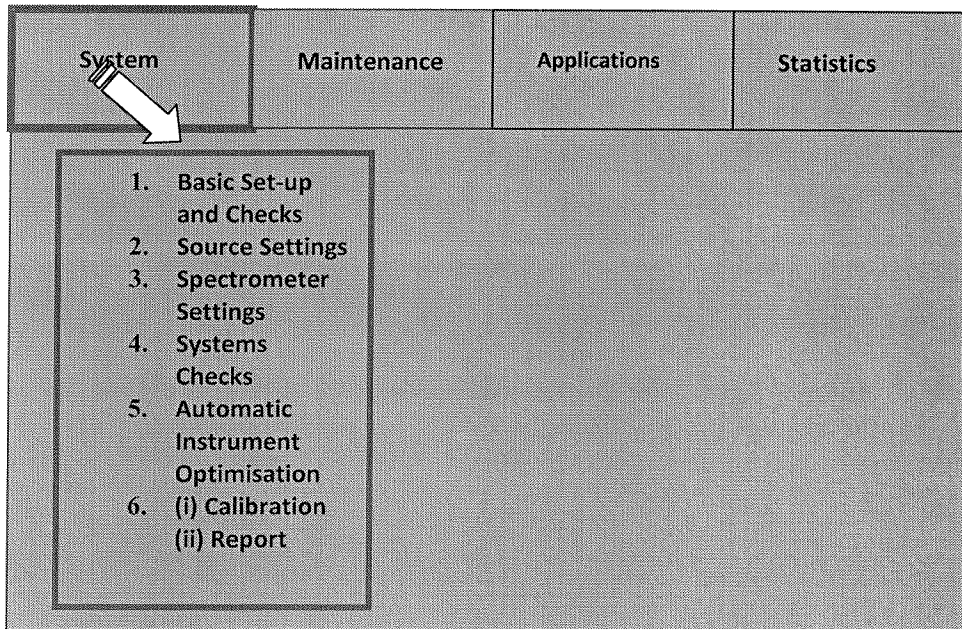 System Maintenance Applications Statistics
1. Basic Set-up
and Checks
2. Source Settings
3. Spectrometer
Settings
4. Systems
Checks
5. Automatic
Instrument
Optimisation
6. (i) Calibration
(ii) Report